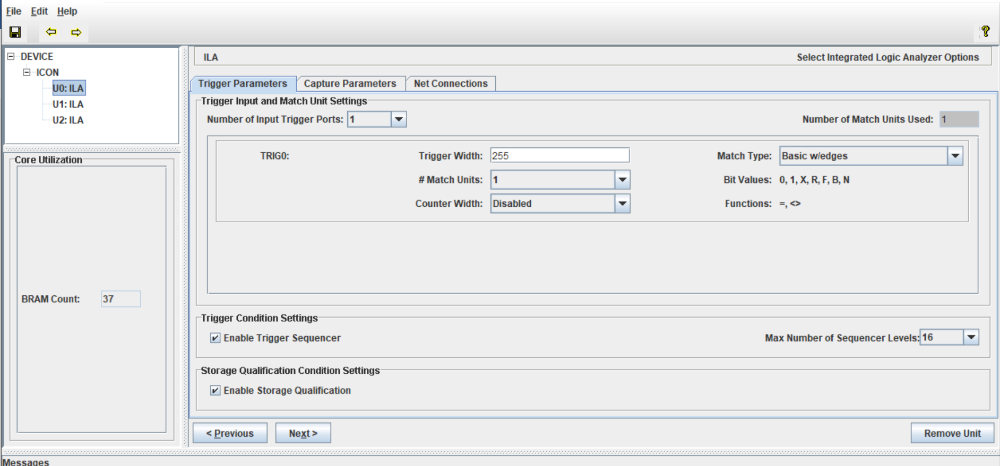 File Edit Help
?
DEVICE
ICON
U0: ILA
U1: ILA
U2: ILA
Core Utilization
BRAM Count: 37
ILA Select Integrated Logic Analyzer Options
Trigger Parameters Capture Parameters Net Connections
Trigger Input and Match Unit Settings
Number of Input Trigger Ports: 1 Number of Match Units Used: 1
TRIG0: Trigger Width: 255 Match Type: Basic w/edges
# Match Units: 1 Bit Values: 0, 1, X, R, F, B, N
Counter Width: Disabled Functions: =, <>
Trigger Condition Settings
Enable Trigger Sequencer Max Number of Sequencer Levels: 16
Storage Qualification Condition Settings
Enable Storage Qualification
< Previous Next > Remove Unit
Messages